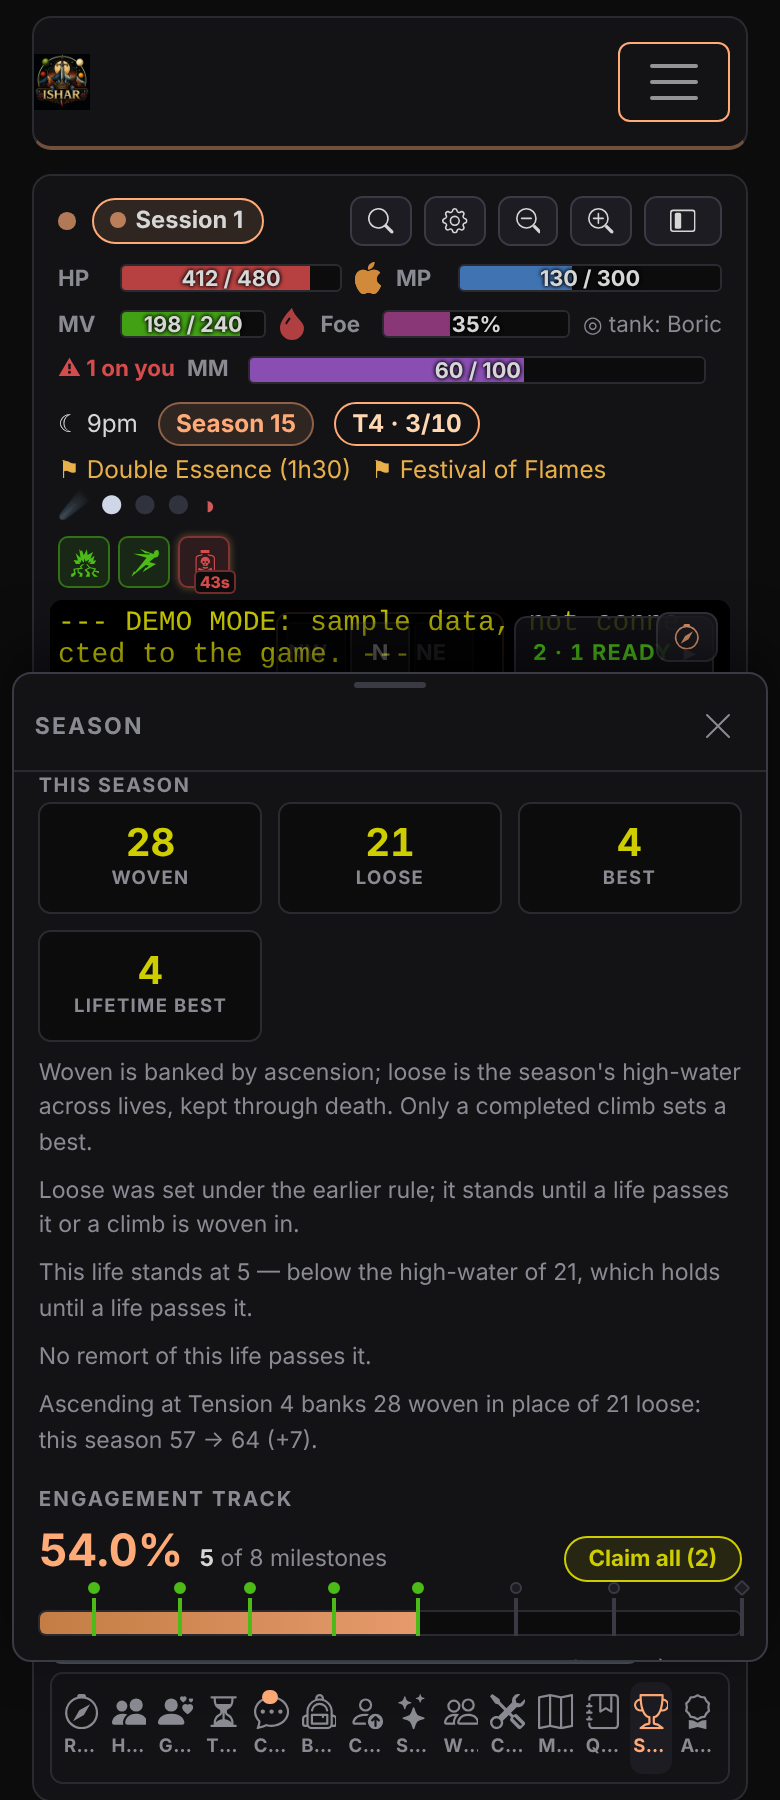 ISHAR
Session 1
HP 412 / 480 MP 130 / 300
MV 198 / 240 Foe 35% tank: Boric
1 on you MM 60 / 100
9pm Season 15 T4 · 3/10
Double Essence (1h30) Festival of Flames
43s
--- DEMO MODE: sample data, not conne
cted to the game. ---
N NE 2 · 1 READY
SEASON
THIS SEASON
28 21 4
WOVEN LOOSE BEST
4
LIFETIME BEST
Woven is banked by ascension; loose is the season's high-water
across lives, kept through death. Only a completed climb sets a
best.
Loose was set under the earlier rule; it stands until a life passes
it or a climb is woven in.
This life stands at 5 — below the high-water of 21, which holds
until a life passes it.
No remort of this life passes it.
Ascending at Tension 4 banks 28 woven in place of 21 loose:
this season 57 → 64 (+7).
ENGAGEMENT TRACK
54.0% 5 of 8 milestones Claim all (2)
R... H... G... T... C... B... C... S... W... C... M... Q... S... A...